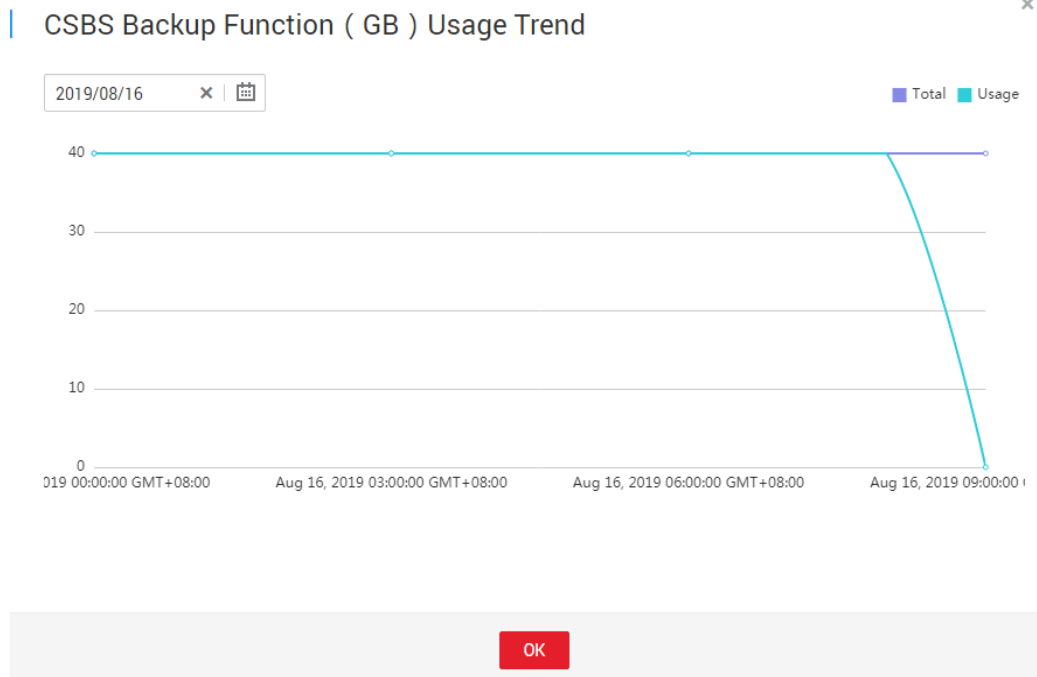 CSBS Backup Function ( GB ) Usage Trend
2019/08/16
Total Usage
40
30
20
10
0
019 00:00:00 GMT+08:00 Aug 16, 2019 03:00:00 GMT+08:00 Aug 16, 2019 06:00:00 GMT+08:00 Aug 16, 2019 09:00:00
OK